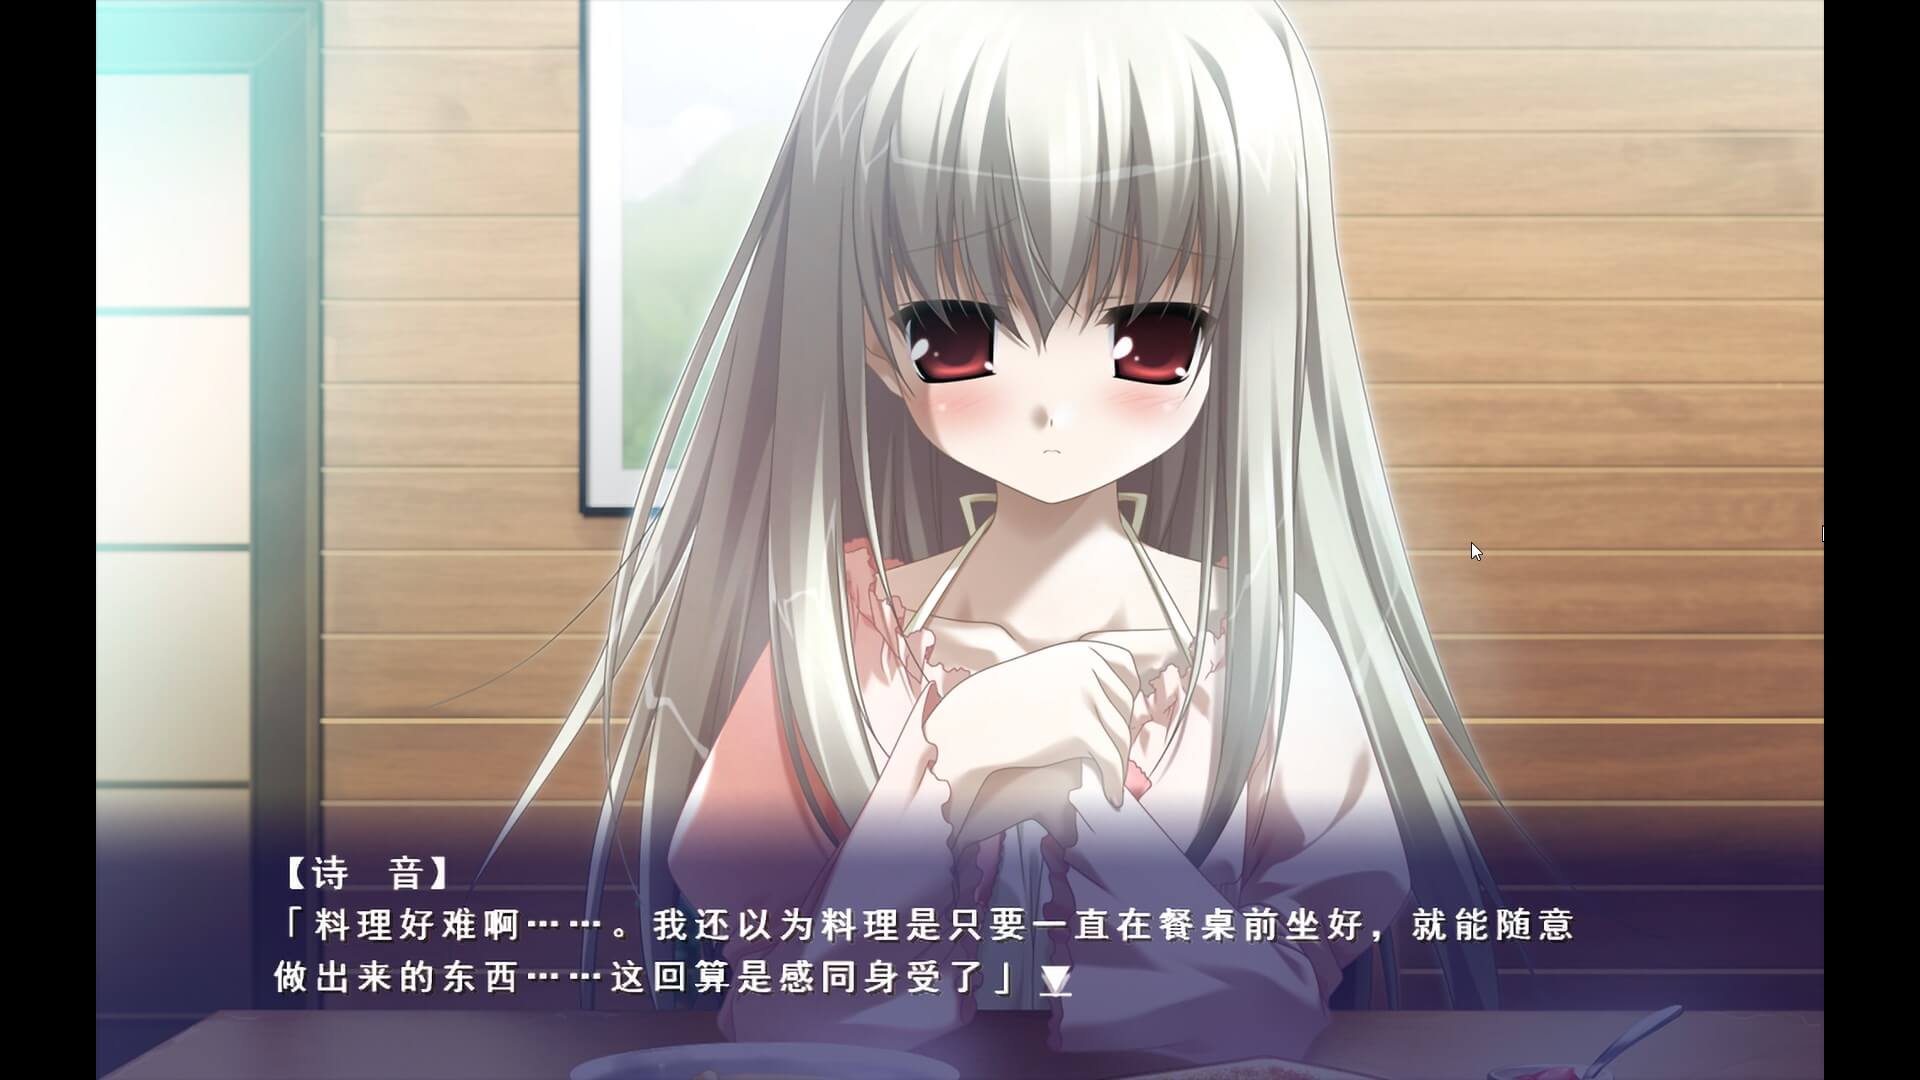 【诗　音】
「料理好难啊……。我还以为料理是只要一直在餐桌前坐好，就能随意
做出来的东西……这回算是感同身受了」